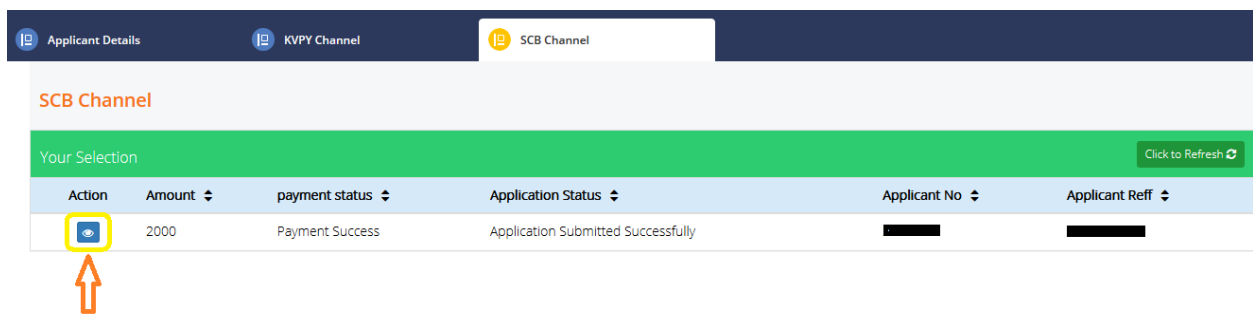 Applicant Details KVPY Channel SCB Channel
SCB Channel
Your Selection Click to Refresh
Action Amount payment status Application Status Applicant No Applicant Reff
2000 Payment Success Application Submitted Successfully